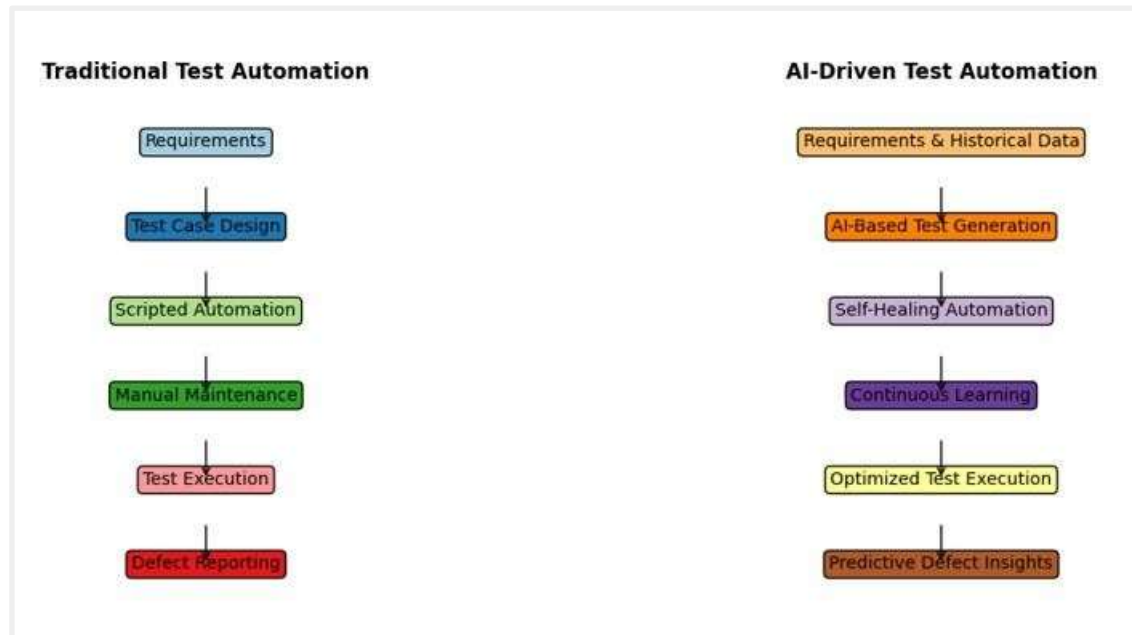 Traditional Test Automation
Requirements
Test Case Design
Scripted Automation
Manual Maintenance
Test Execution
Defect Reporting
AI-Driven Test Automation
Requirements & Historical Data
AI-Based Test Generation
Self-Healing Automation
Continuous Learning
Optimized Test Execution
Predictive Defect Insights